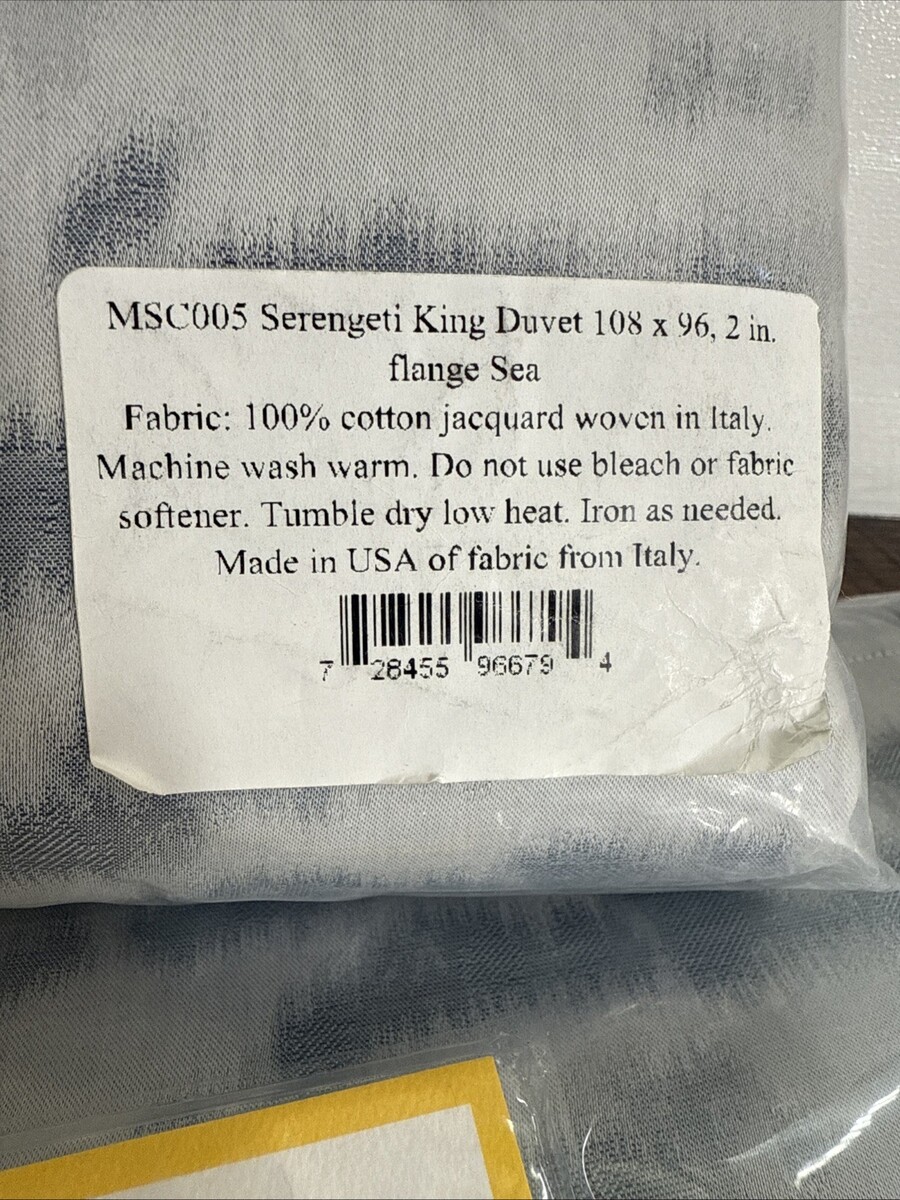 MSC005 Serengeti King Duvet 108 x 96, 2 in.
flange Sea
Fabric: 100% cotton jacquard woven in Italy.
Machine wash warm. Do not use bleach or fabric
softener. Tumble dry low heat. Iron as needed.
Made in USA of fabric from Italy.
7 28455 96679 4